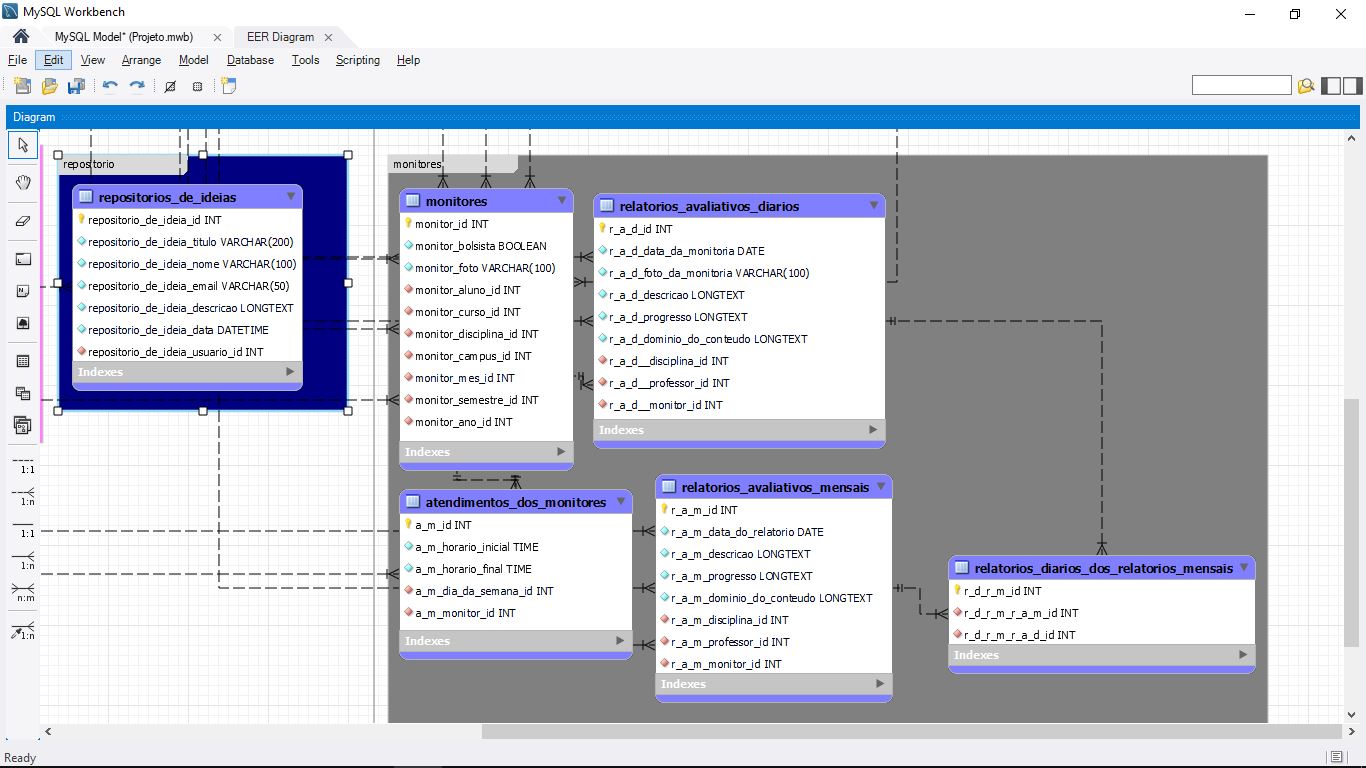 MySQL Workbench
MySQL Model* (Projeto.mwb)
EER Diagram
File Edit View Arrange Model Database Tools Scripting Help
Diagram
repositorio
repositorios_de_ideias
repositorio_de_ideia_id INT
repositorio_de_ideia_titulo VARCHAR(200)
repositorio_de_ideia_nome VARCHAR(100)
repositorio_de_ideia_email VARCHAR(50)
repositorio_de_ideia_descricao LONGTEXT
repositorio_de_ideia_data DATETIME
repositorio_de_ideia_usuario_id INT
Indexes
monitores
monitores
monitor_id INT
monitor_bolsista BOOLEAN
monitor_foto VARCHAR(100)
monitor_aluno_id INT
monitor_curso_id INT
monitor_disciplina_id INT
monitor_campus_id INT
monitor_mes_id INT
monitor_semestre_id INT
monitor_ano_id INT
Indexes
relatorios_avaliativos_diarios
r_a_d_id INT
r_a_d_data_da_monitoria DATE
r_a_d_foto_da_monitoria VARCHAR(100)
r_a_d_descricao LONGTEXT
r_a_d_progresso LONGTEXT
r_a_d_dominio_do_conteudo LONGTEXT
r_a_d__disciplina_id INT
r_a_d__professor_id INT
r_a_d__monitor_id INT
Indexes
atendimentos_dos_monitores
a_m_id INT
a_m_horario_inicial TIME
a_m_horario_final TIME
a_m_dia_da_semana_id INT
a_m_monitor_id INT
Indexes
relatorios_avaliativos_mensais
r_a_m_id INT
r_a_m_data_do_relatorio DATE
r_a_m_descricao LONGTEXT
r_a_m_progresso LONGTEXT
r_a_m_dominio_do_conteudo LONGTEXT
r_a_m_disciplina_id INT
r_a_m_professor_id INT
r_a_m_monitor_id INT
Indexes
relatorios_diarios_dos_relatorios_mensais
r_d_r_m_id INT
r_d_r_m_r_a_m_id INT
r_d_r_m_r_a_d_id INT
Indexes
1:1
1:n
1:1
1:n
n:m
1:n
Ready